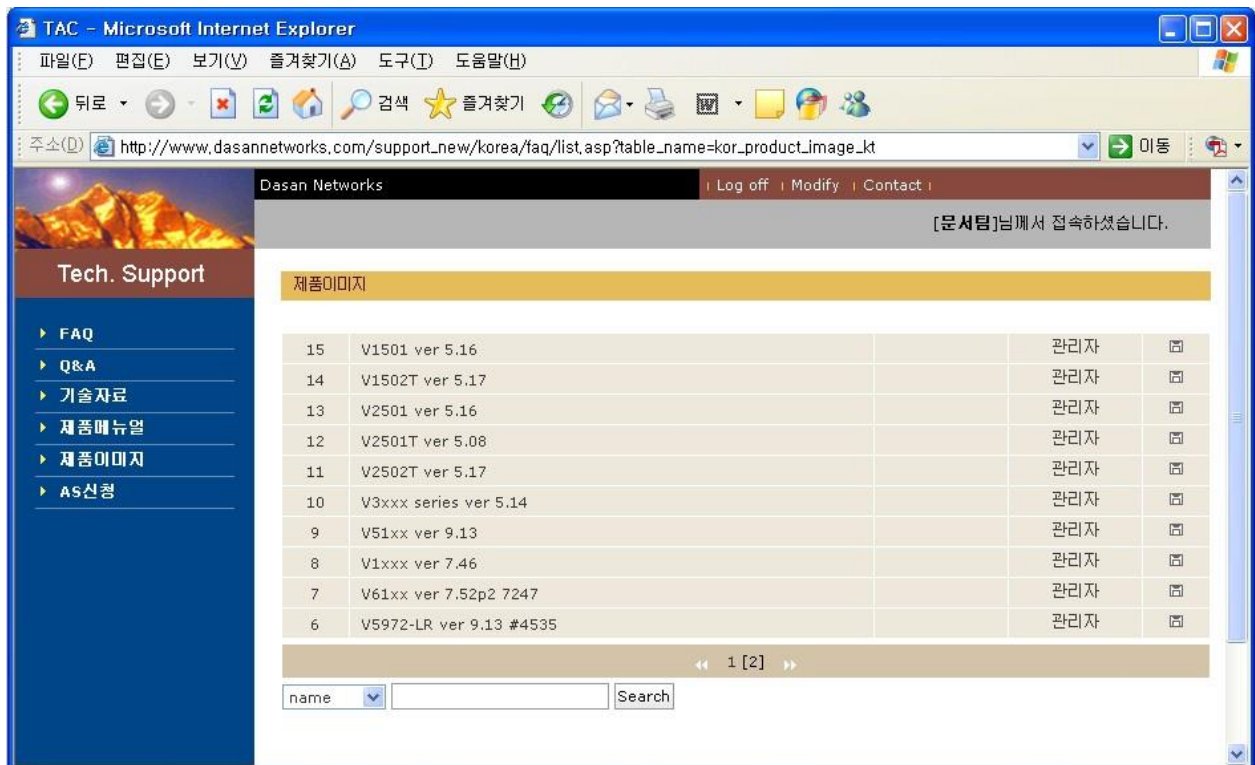 TAC - Microsoft Internet Explorer
파일(F) 편집(E) 보기(V) 즐겨찾기(A) 도구(T) 도움말(H)
뒤로 검색 즐겨찾기
주소(D) http://www.dasannetworks.com/support_new/korea/faq/list.asp?table_name=kor_product_image_kt 이동
Dasan Networks Log off Modify Contact
[문서팀]님께서 접속하셨습니다.
Tech. Support
제품이미지
FAQ
Q&A
기술자료
제품메뉴얼
제품이미지
AS신청
15 V1501 ver 5.16 관리자
14 V1502T ver 5.17 관리자
13 V2501 ver 5.16 관리자
12 V2501T ver 5.08 관리자
11 V2502T ver 5.17 관리자
10 V3xxx series ver 5.14 관리자
9 V51xx ver 9.13 관리자
8 V1xxx ver 7.46 관리자
7 V61xx ver 7.52p2 7247 관리자
6 V5972-LR ver 9.13 #4535 관리자
1 [2]
name Search